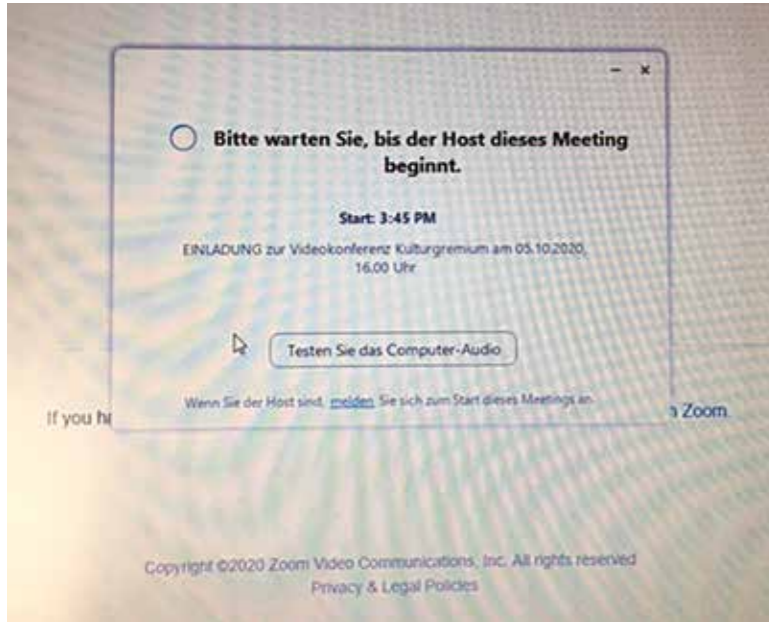 Bitte warten Sie, bis der Host dieses Meeting
beginnt.
Start: 3:45 PM
EINLADUNG zur Videokonferenz Kulturgremium am 05.10.2020,
16.00 Uhr
Testen Sie das Computer-Audio
Wenn Sie der Host sind, melden Sie sich zum Start dieses Meetings an.
If you ha
Zoom.
Copyright ©2020 Zoom Video Communications, Inc. All rights reserved
Privacy & Legal Policies